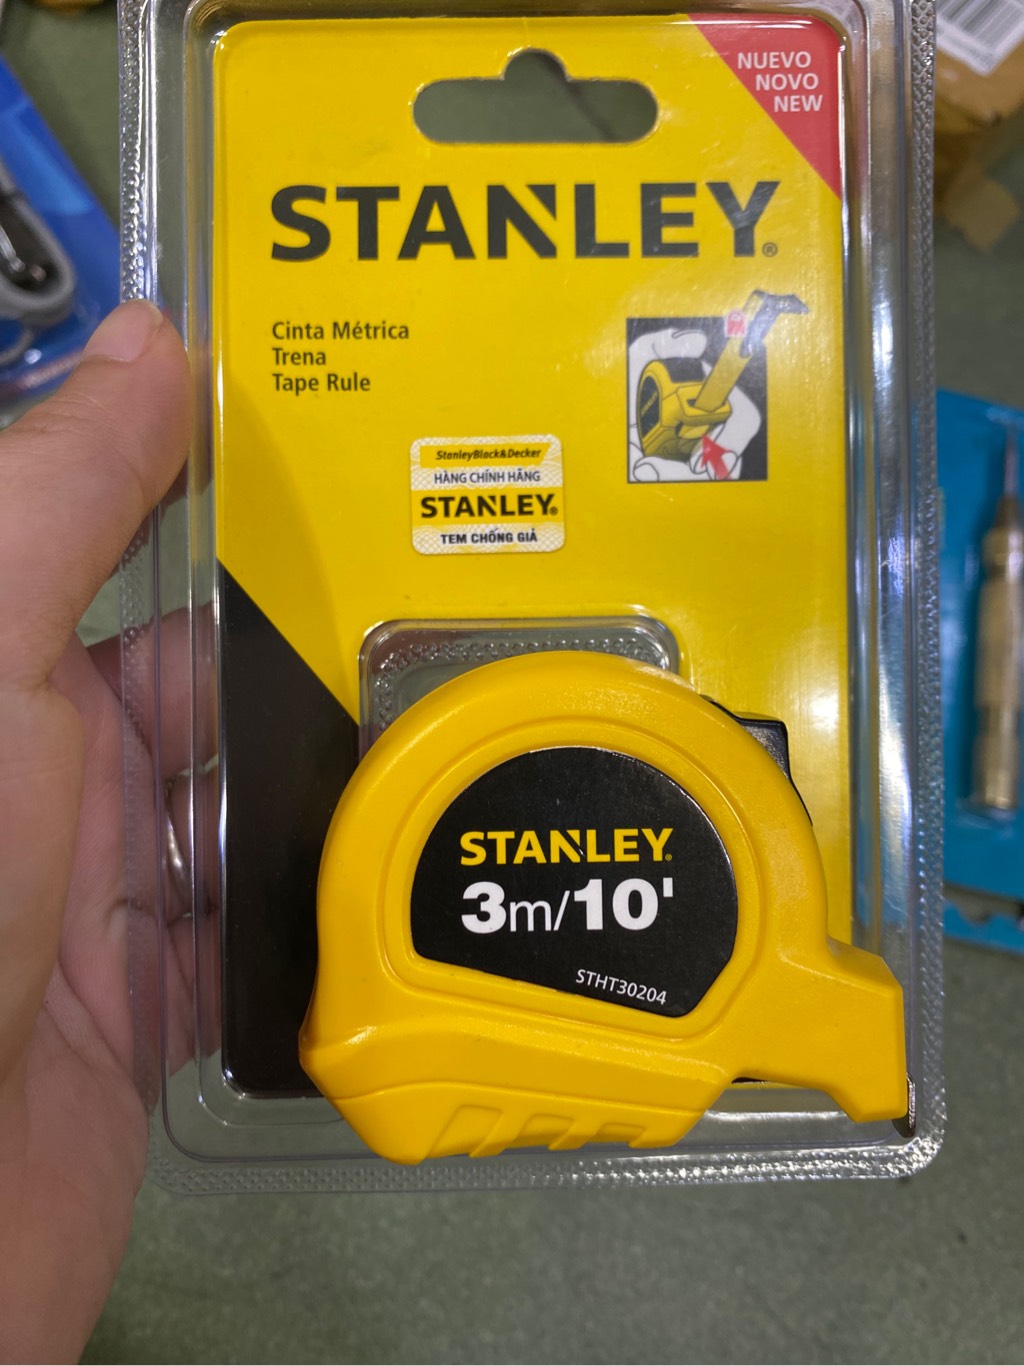 NUEVO
NOVO
NEW
STANLEY®
Cinta Métrica
Trena
Tape Rule
StanleyBlack&Decker
HÀNG CHÍNH HÃNG
STANLEY®
TEM CHỐNG GIẢ
STANLEY®
3m/10'
STHT30204